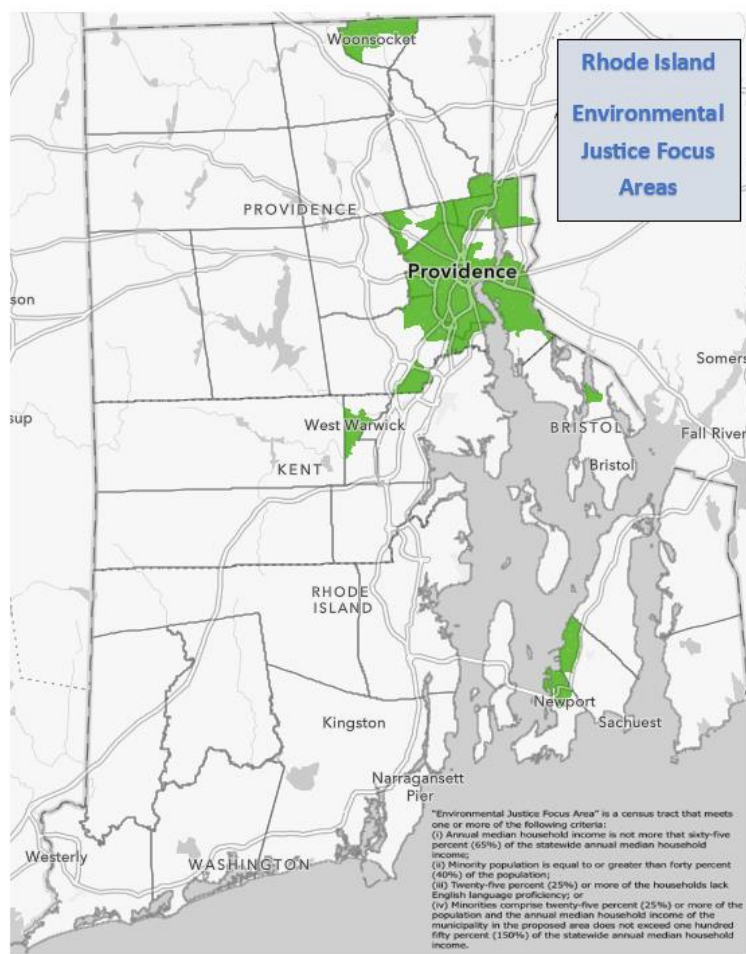 Woonsocket
Rhode Island
Environmental
Justice Focus
Areas
PROVIDENCE
Providence
son
Somers
sup
West Warwick
BRISTOL
Fall River
KENT
Bristol
RHODE
ISLAND
Newport
Kingston
Sachuest
Narragansett
Pier
Westerly
WASHINGTON
"Environmental Justice Focus Area" is a census tract that meets
one or more of the following criteria:
(i) Annual median household income is not more that sixty-five
percent (65%) of the statewide annual median household
income;
(ii) Minority population is equal to or greater than forty percent
(40%) of the population;
(iii) Twenty-five percent (25%) or more of the households lack
English language proficiency; or
(iv) Minorities comprise twenty-five percent (25%) or more of the
population and the annual median household income of the
municipality in the proposed area does not exceed one hundred
fifty percent (150%) of the statewide annual median household
income.